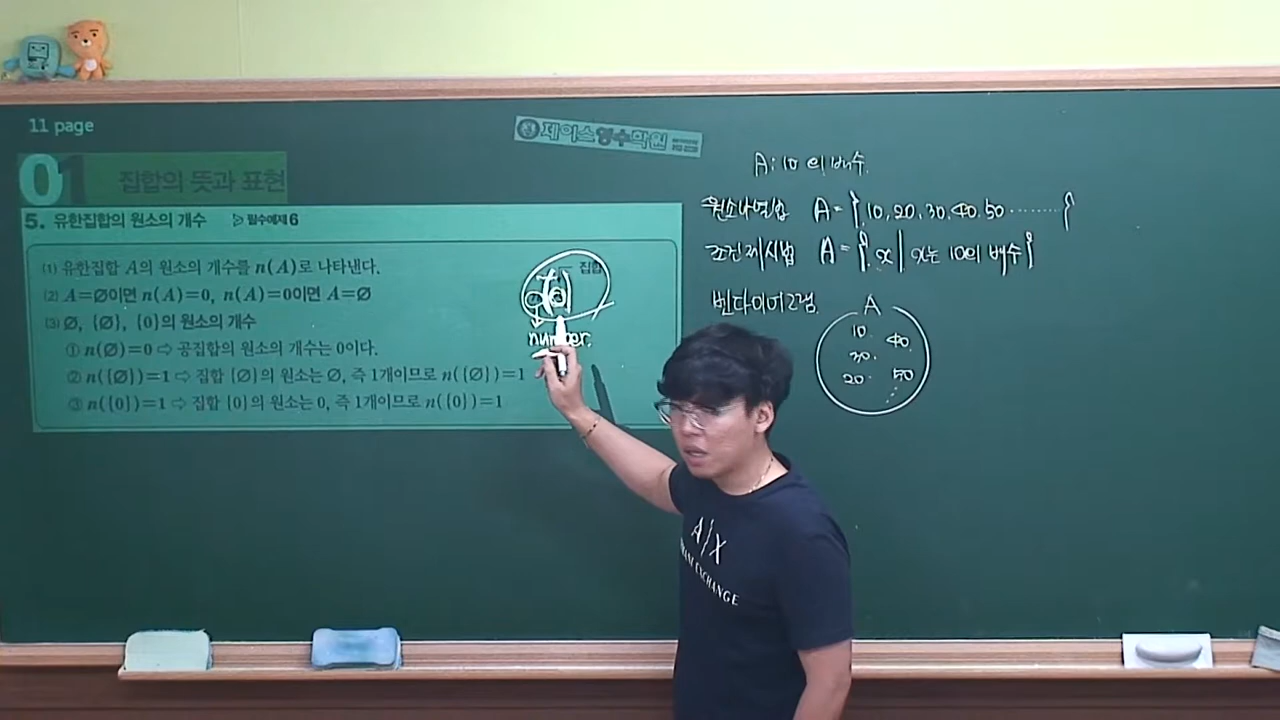 11 page
제이스영수학원
01 집합의 뜻과 표현
5. 유한집합의 원소의 개수 ▷ 필수예제 6
(1) 유한집합 A의 원소의 개수를 n(A)로 나타낸다.
(2) A=∅이면 n(A)=0, n(A)=0이면 A=∅
(3) ∅, {∅}, {0}의 원소의 개수
① n(∅)=0 ⇨ 공집합의 원소의 개수는 0이다.
② n({∅})=1 ⇨ 집합 {∅}의 원소는 ∅, 즉 1개이므로 n({∅})=1
③ n({0})=1 ⇨ 집합 {0}의 원소는 0, 즉 1개이므로 n({0})=1
집합
number.
A : 10의 배수.
원소나열법 A = { 10, 20, 30, 40, 50 ········ }
조건제시법 A = { x | x는 10의 배수 }
벤다이어그램.
A
10. 40.
30.
20. 50
A|X
EXCHANGE